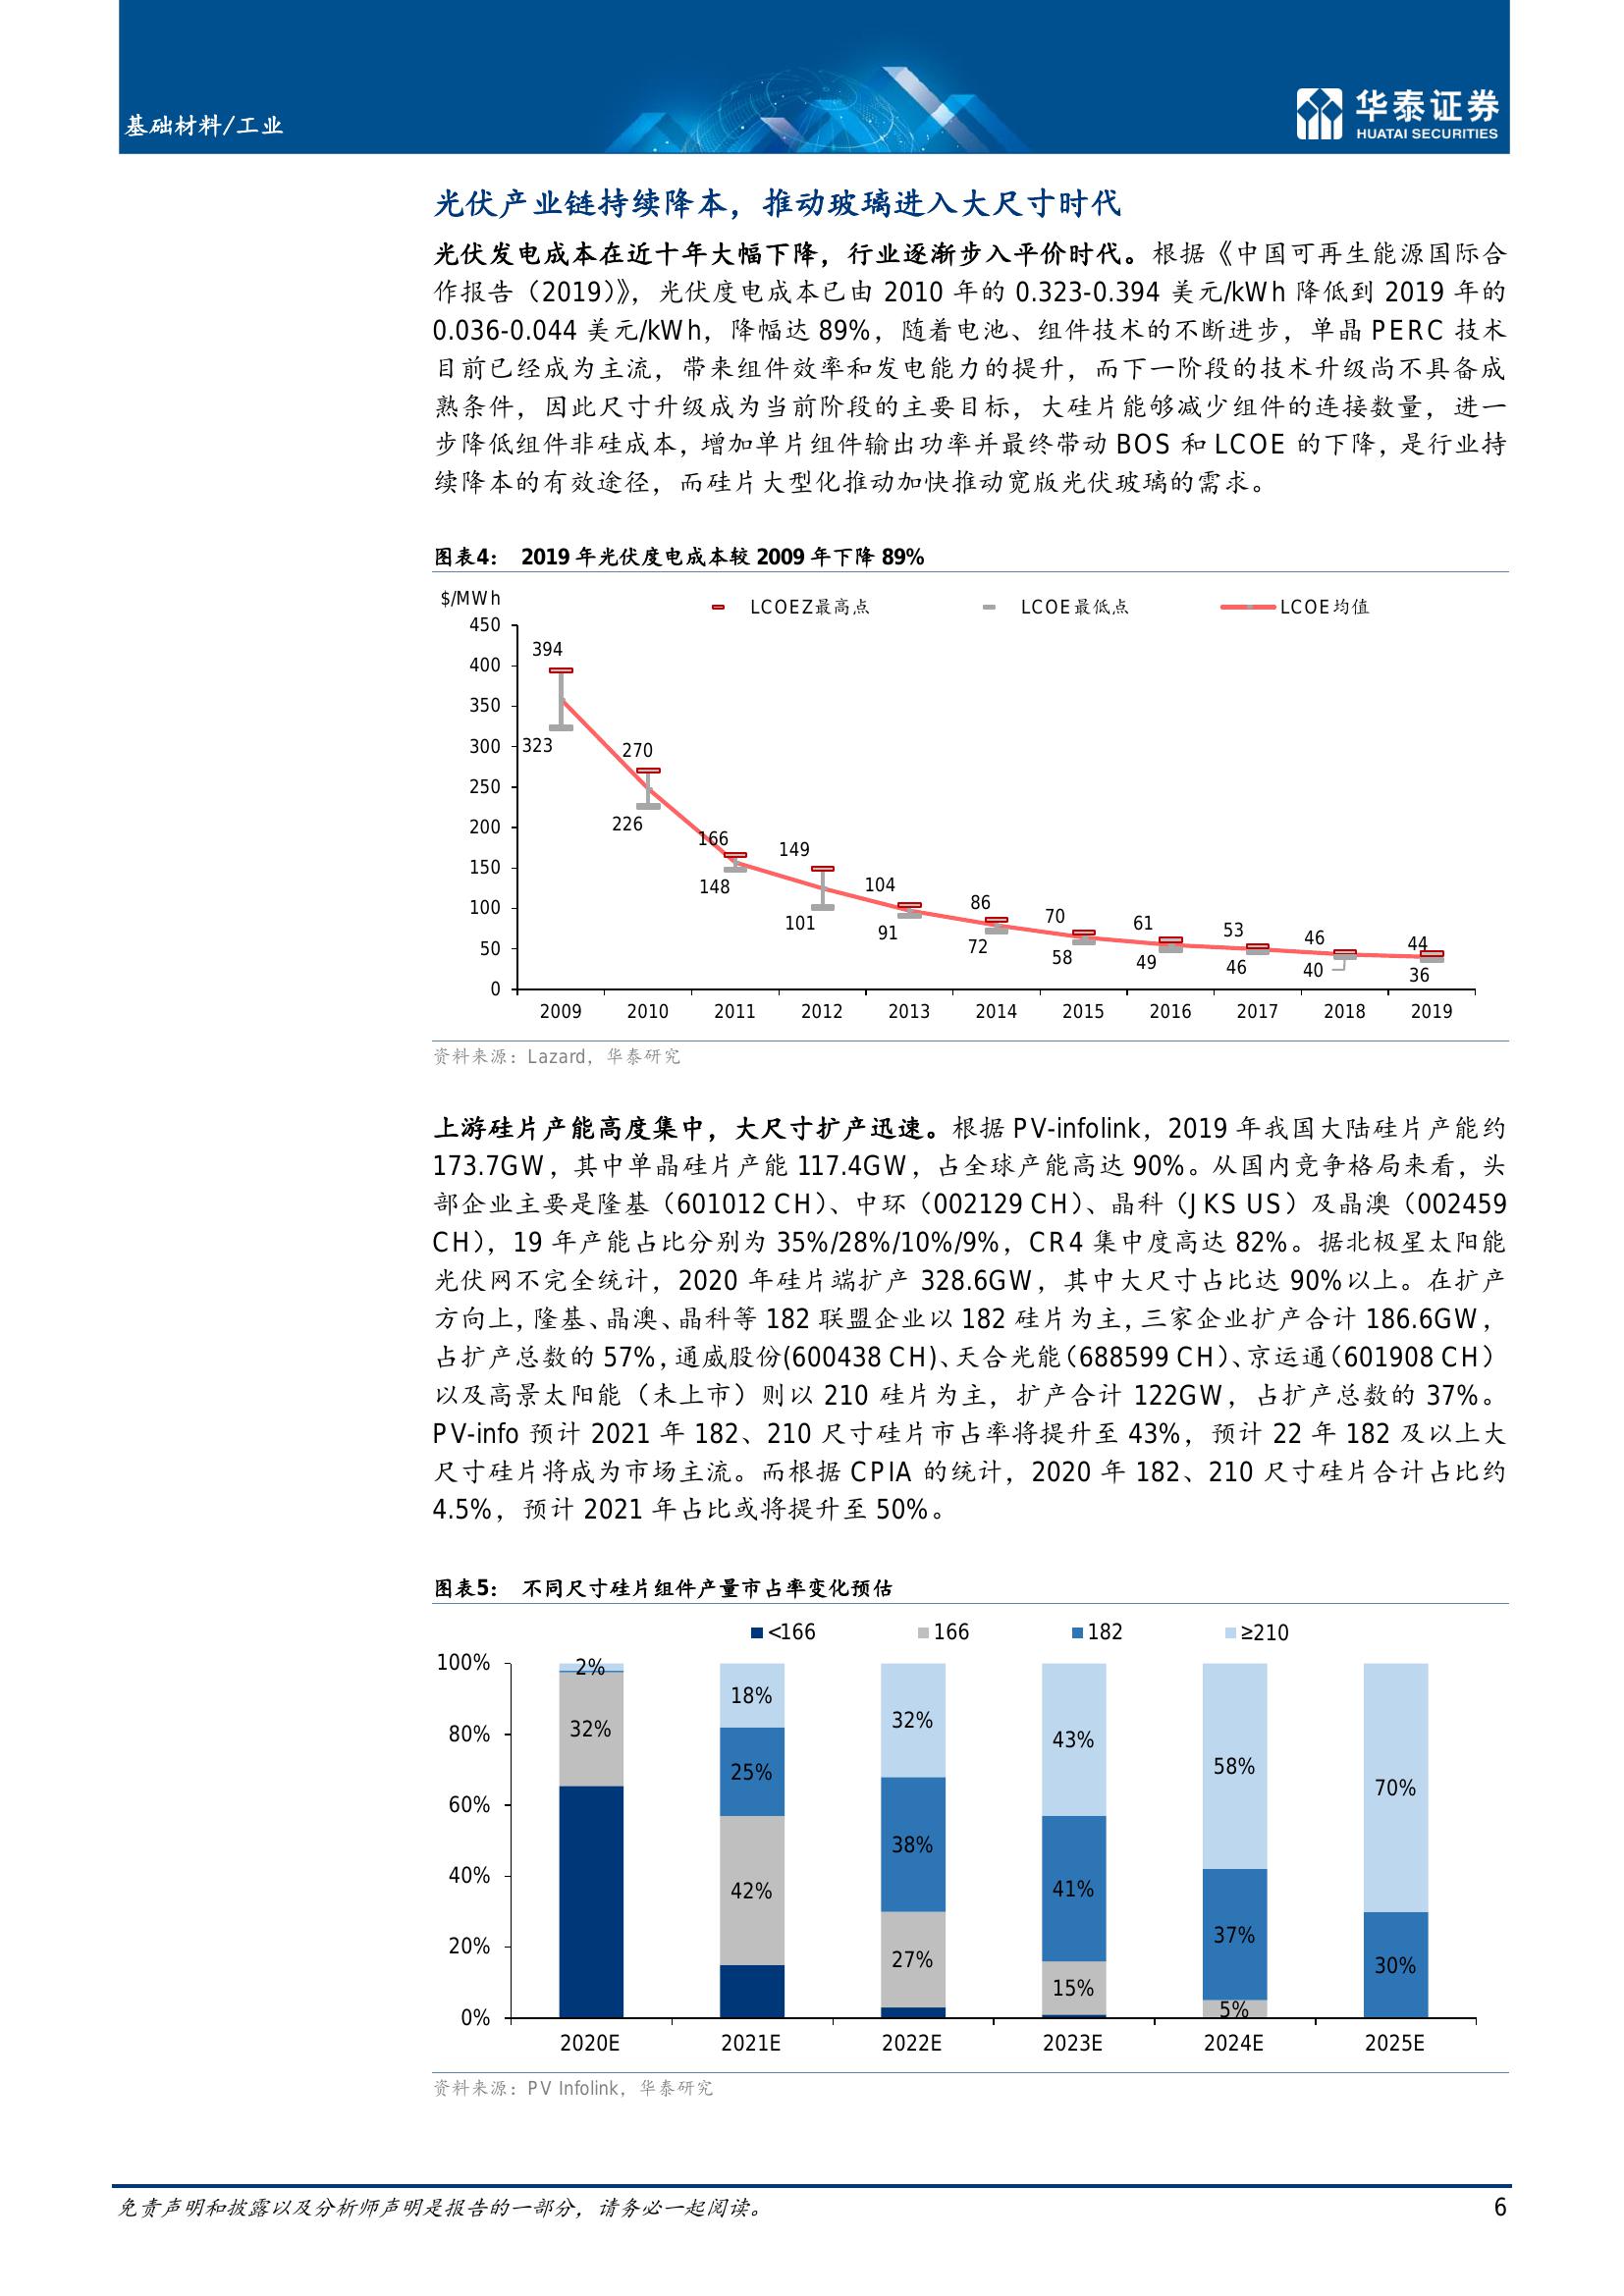 基础材料/工业
华泰证券
HUATAI SECURITIES
光伏产业链持续降本，推动玻璃进入大尺寸时代
光伏发电成本在近十年大幅下降，行业逐渐步入平价时代。根据《中国可再生能源国际合
作报告（2019）》，光伏度电成本已由 2010 年的 0.323-0.394 美元/kWh 降低到 2019 年的
0.036-0.044 美元/kWh，降幅达 89%，随着电池、组件技术的不断进步，单晶 PERC 技术
目前已经成为主流，带来组件效率和发电能力的提升，而下一阶段的技术升级尚不具备成
熟条件，因此尺寸升级成为当前阶段的主要目标，大硅片能够减少组件的连接数量，进一
步降低组件非硅成本，增加单片组件输出功率并最终带动 BOS 和 LCOE 的下降，是行业持
续降本的有效途径，而硅片大型化推动加快推动宽版光伏玻璃的需求。
图表4： 2019 年光伏度电成本较 2009 年下降 89%
$/MWh
LCOEZ最高点 LCOE最低点 LCOE均值
450
400
350
300
250
200
150
100
50
0
394
323
270
226
166
148
149
101
104
91
86
72
70
58
61
49
53
46
46
40
44
36
2009 2010 2011 2012 2013 2014 2015 2016 2017 2018 2019
资料来源：Lazard，华泰研究
上游硅片产能高度集中，大尺寸扩产迅速。根据 PV-infolink，2019 年我国大陆硅片产能约
173.7GW，其中单晶硅片产能 117.4GW，占全球产能高达 90%。从国内竞争格局来看，头
部企业主要是隆基（601012 CH）、中环（002129 CH）、晶科（JKS US）及晶澳（002459
CH），19 年产能占比分别为 35%/28%/10%/9%，CR4 集中度高达 82%。据北极星太阳能
光伏网不完全统计，2020 年硅片端扩产 328.6GW，其中大尺寸占比达 90%以上。在扩产
方向上，隆基、晶澳、晶科等 182 联盟企业以 182 硅片为主，三家企业扩产合计 186.6GW，
占扩产总数的 57%，通威股份(600438 CH)、天合光能（688599 CH）、京运通（601908 CH）
以及高景太阳能（未上市）则以 210 硅片为主，扩产合计 122GW，占扩产总数的 37%。
PV-info 预计 2021 年 182、210 尺寸硅片市占率将提升至 43%，预计 22 年 182 及以上大
尺寸硅片将成为市场主流。而根据 CPIA 的统计，2020 年 182、210 尺寸硅片合计占比约
4.5%，预计 2021 年占比或将提升至 50%。
图表5： 不同尺寸硅片组件产量市占率变化预估
<166 166 182 ≥210
100%
80%
60%
40%
20%
0%
2%
32%
18%
25%
42%
32%
38%
27%
43%
41%
15%
58%
37%
5%
70%
30%
2020E 2021E 2022E 2023E 2024E 2025E
资料来源：PV Infolink，华泰研究
免责声明和披露以及分析师声明是报告的一部分，请务必一起阅读。
6